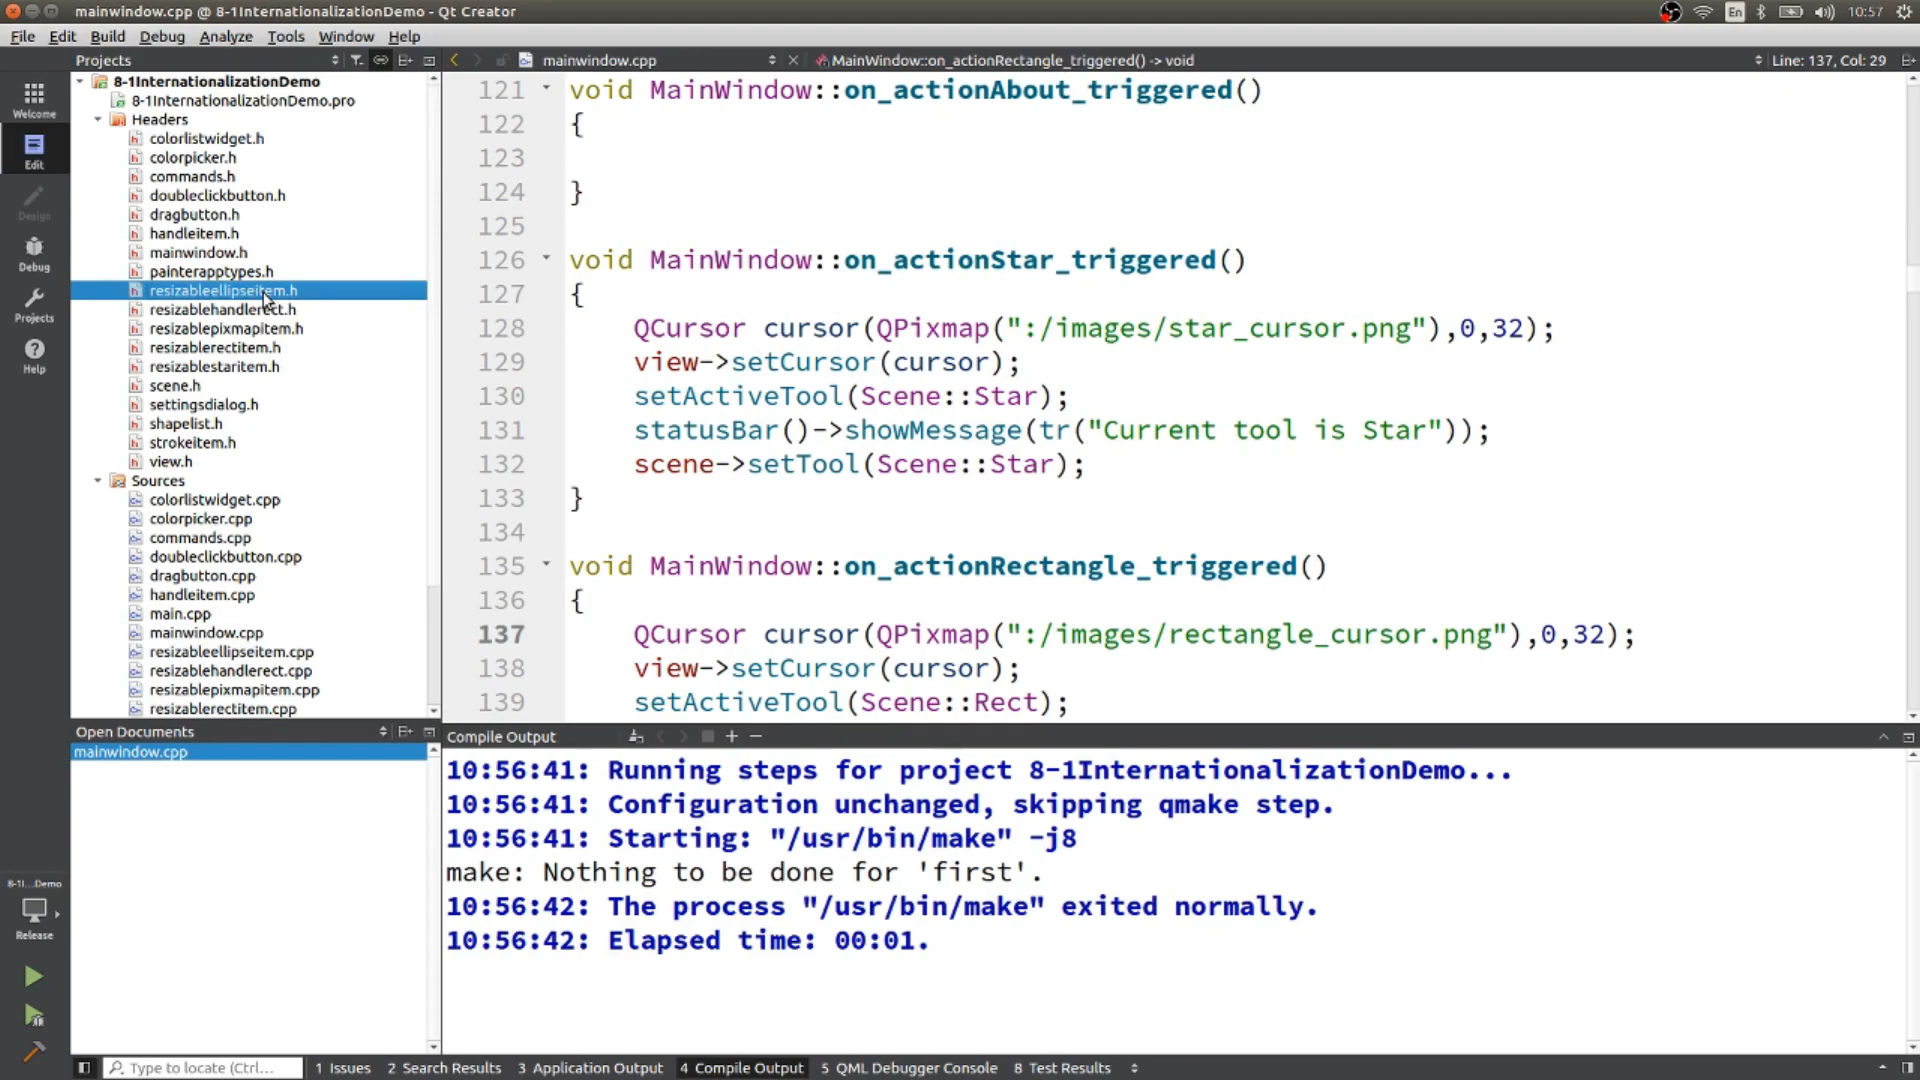 mainwindow.cpp @ 8-1InternationalizationDemo - Qt Creator
En
10:57
File Edit Build Debug Analyze Tools Window Help
Projects
mainwindow.cpp
MainWindow::on_actionRectangle_triggered() -> void
Line: 137, Col: 29
Welcome
Edit
Design
Debug
Projects
Help
8-1InternationalizationDemo
8-1InternationalizationDemo.pro
Headers
colorlistwidget.h
colorpicker.h
commands.h
doubleclickbutton.h
dragbutton.h
handleitem.h
mainwindow.h
painterapptypes.h
resizableellipseitem.h
resizablehandlerect.h
resizablepixmapitem.h
resizablerectitem.h
resizablestaritem.h
scene.h
settingsdialog.h
shapelist.h
strokeitem.h
view.h
Sources
colorlistwidget.cpp
colorpicker.cpp
commands.cpp
doubleclickbutton.cpp
dragbutton.cpp
handleitem.cpp
main.cpp
mainwindow.cpp
resizableellipseitem.cpp
resizablehandlerect.cpp
resizablepixmapitem.cpp
resizablerectitem.cpp
121 void MainWindow::on_actionAbout_triggered()
122 {
123
124 }
125
126 void MainWindow::on_actionStar_triggered()
127 {
128 QCursor cursor(QPixmap(":/images/star_cursor.png"),0,32);
129 view->setCursor(cursor);
130 setActiveTool(Scene::Star);
131 statusBar()->showMessage(tr("Current tool is Star"));
132 scene->setTool(Scene::Star);
133 }
134
135 void MainWindow::on_actionRectangle_triggered()
136 {
137 QCursor cursor(QPixmap(":/images/rectangle_cursor.png"),0,32);
138 view->setCursor(cursor);
139 setActiveTool(Scene::Rect);
Open Documents
mainwindow.cpp
Compile Output
10:56:41: Running steps for project 8-1InternationalizationDemo...
10:56:41: Configuration unchanged, skipping qmake step.
10:56:41: Starting: "/usr/bin/make" -j8
make: Nothing to be done for 'first'.
10:56:42: The process "/usr/bin/make" exited normally.
10:56:42: Elapsed time: 00:01.
8-1I...Demo
Release
Type to locate (Ctrl...
1 Issues 2 Search Results 3 Application Output 4 Compile Output 5 QML Debugger Console 8 Test Results